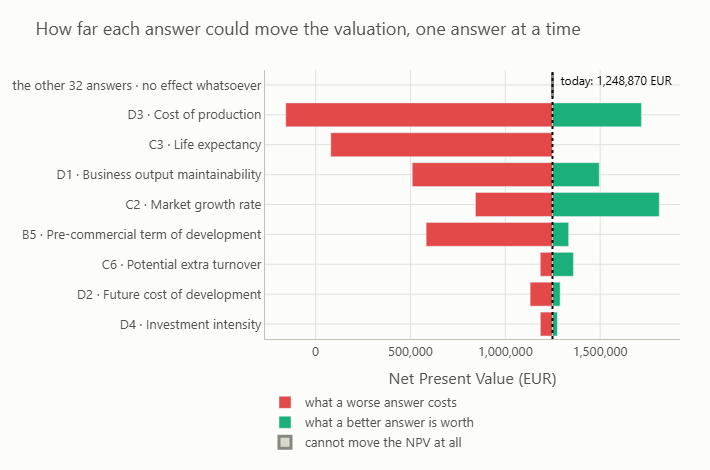 How far each answer could move the valuation, one answer at a time
today: 1,248,870 EUR
the other 32 answers · no effect whatsoever
D3 · Cost of production
C3 · Life expectancy
D1 · Business output maintainability
C2 · Market growth rate
B5 · Pre-commercial term of development
C6 · Potential extra turnover
D2 · Future cost of development
D4 · Investment intensity
0 500,000 1,000,000 1,500,000
Net Present Value (EUR)
what a worse answer costs
what a better answer is worth
cannot move the NPV at all